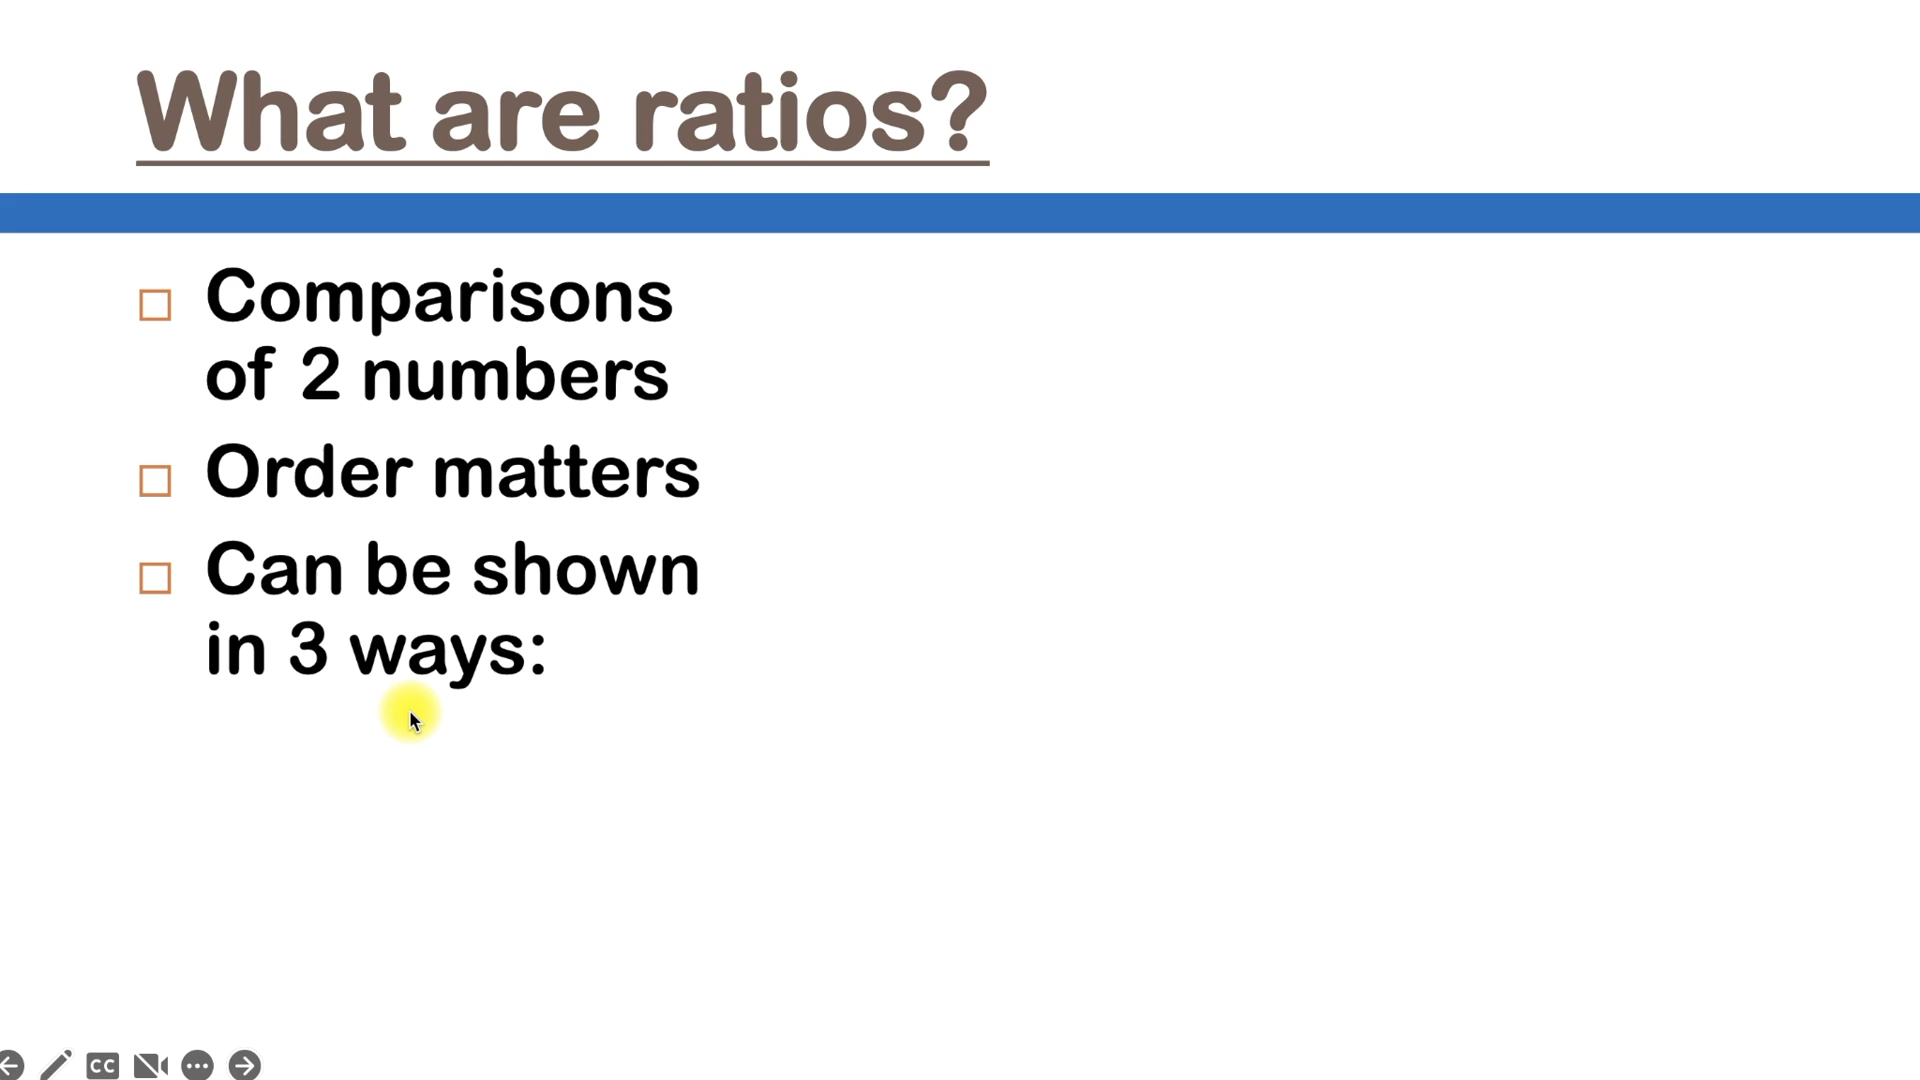 What are ratios?
Comparisons
of 2 numbers
Order matters
Can be shown
in 3 ways:
CC